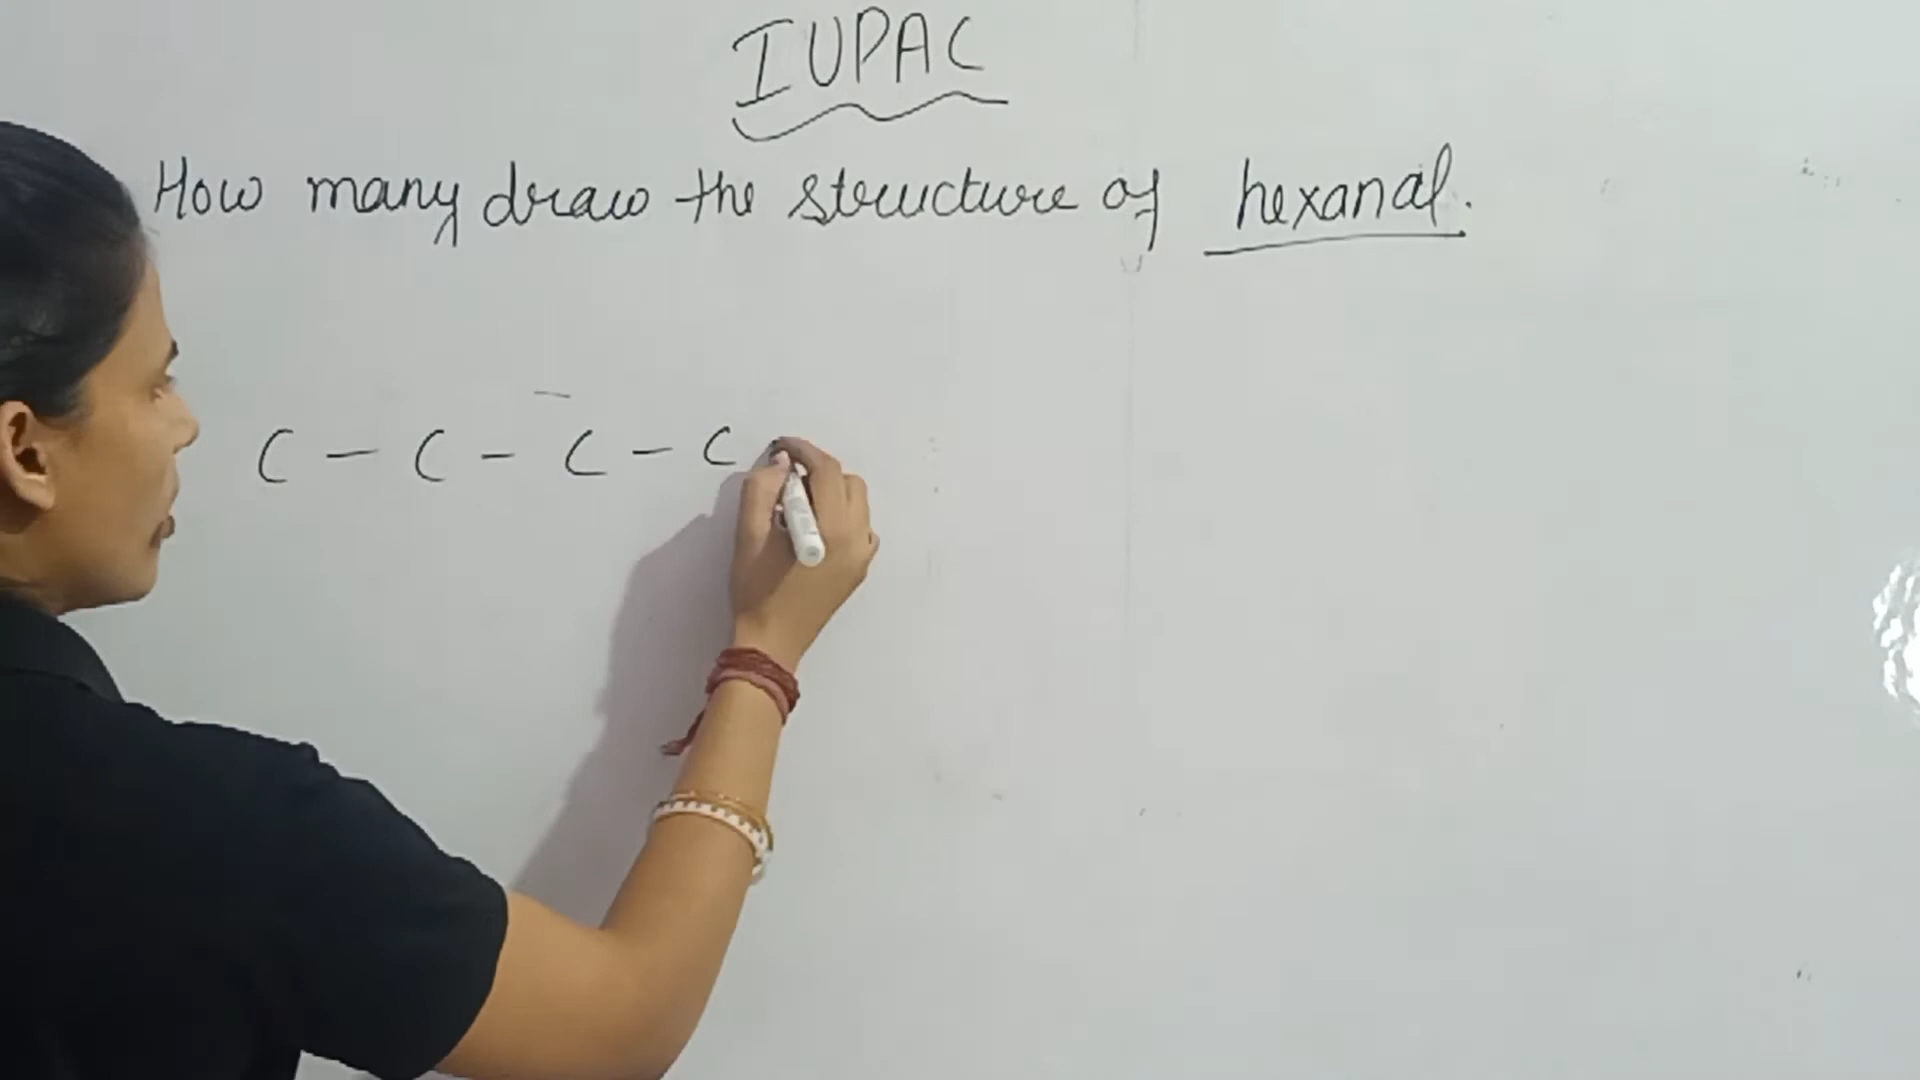 IUPAC
How many draw the structure of hexanal.
C - C - C - C